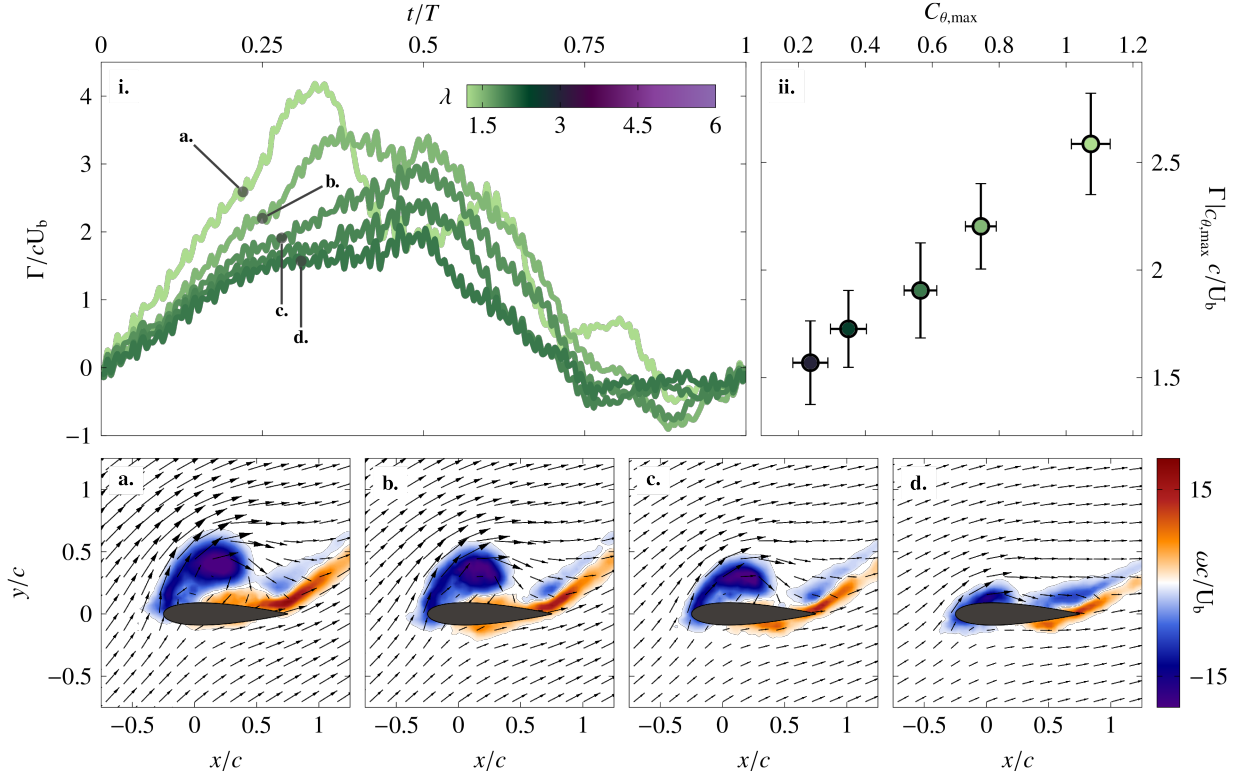 t/T
0 0.25 0.5 0.75 1
C_{θ,max}
0.2 0.4 0.6 0.8 1 1.2
i.
λ
1.5 3 4.5 6
a.
b.
c.
d.
4
3
2
1
0
−1
Γ/cU_b
ii.
2.5
2
1.5
Γ|_{C_{θ,max}} c/U_b
a.
b.
c.
d.
1
0.5
0
−0.5
y/c
−0.5 0 0.5 1
−0.5 0 0.5 1
−0.5 0 0.5 1
−0.5 0 0.5 1
x/c
x/c
x/c
x/c
15
−15
ωc/U_b